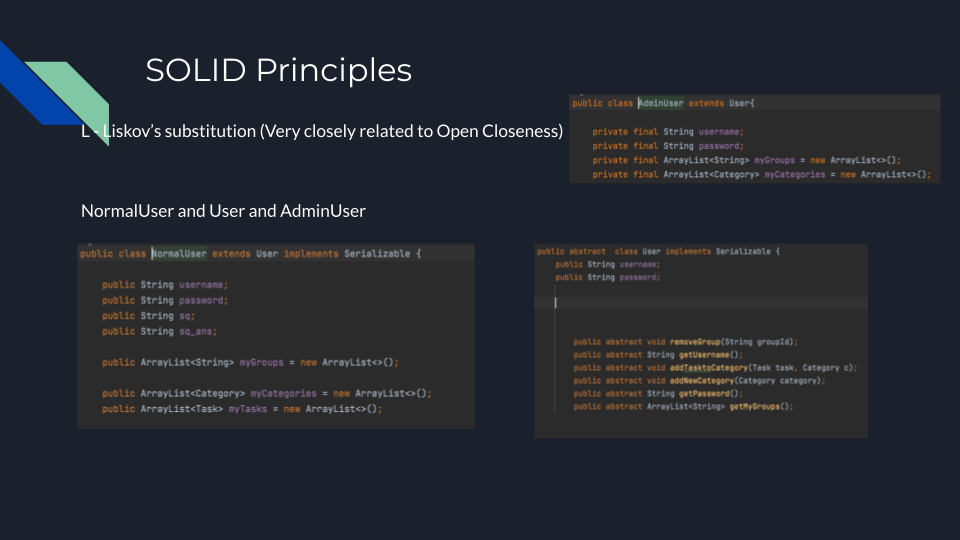 SOLID Principles
L - Liskov's substitution (Very closely related to Open Closeness)
public class AdminUser extends User{
private final String username;
private final String password;
private final ArrayList<String> myGroups = new ArrayList<>();
private final ArrayList<Category> myCategories = new ArrayList<>();
NormalUser and User and AdminUser
public class NormalUser extends User implements Serializable {
public String username;
public String password;
public String sq;
public String sq_ans;
public ArrayList<String> myGroups = new ArrayList<>();
public ArrayList<Category> myCategories = new ArrayList<>();
public ArrayList<Task> myTasks = new ArrayList<>();
public abstract class User implements Serializable {
public String username;
public String password;
public abstract void removeGroup(String groupId);
public abstract String getUsername();
public abstract void addTasktoCategory(Task task, Category c);
public abstract void addNewCategory(Category category);
public abstract String getPassword();
public abstract ArrayList<String> getMyGroups();